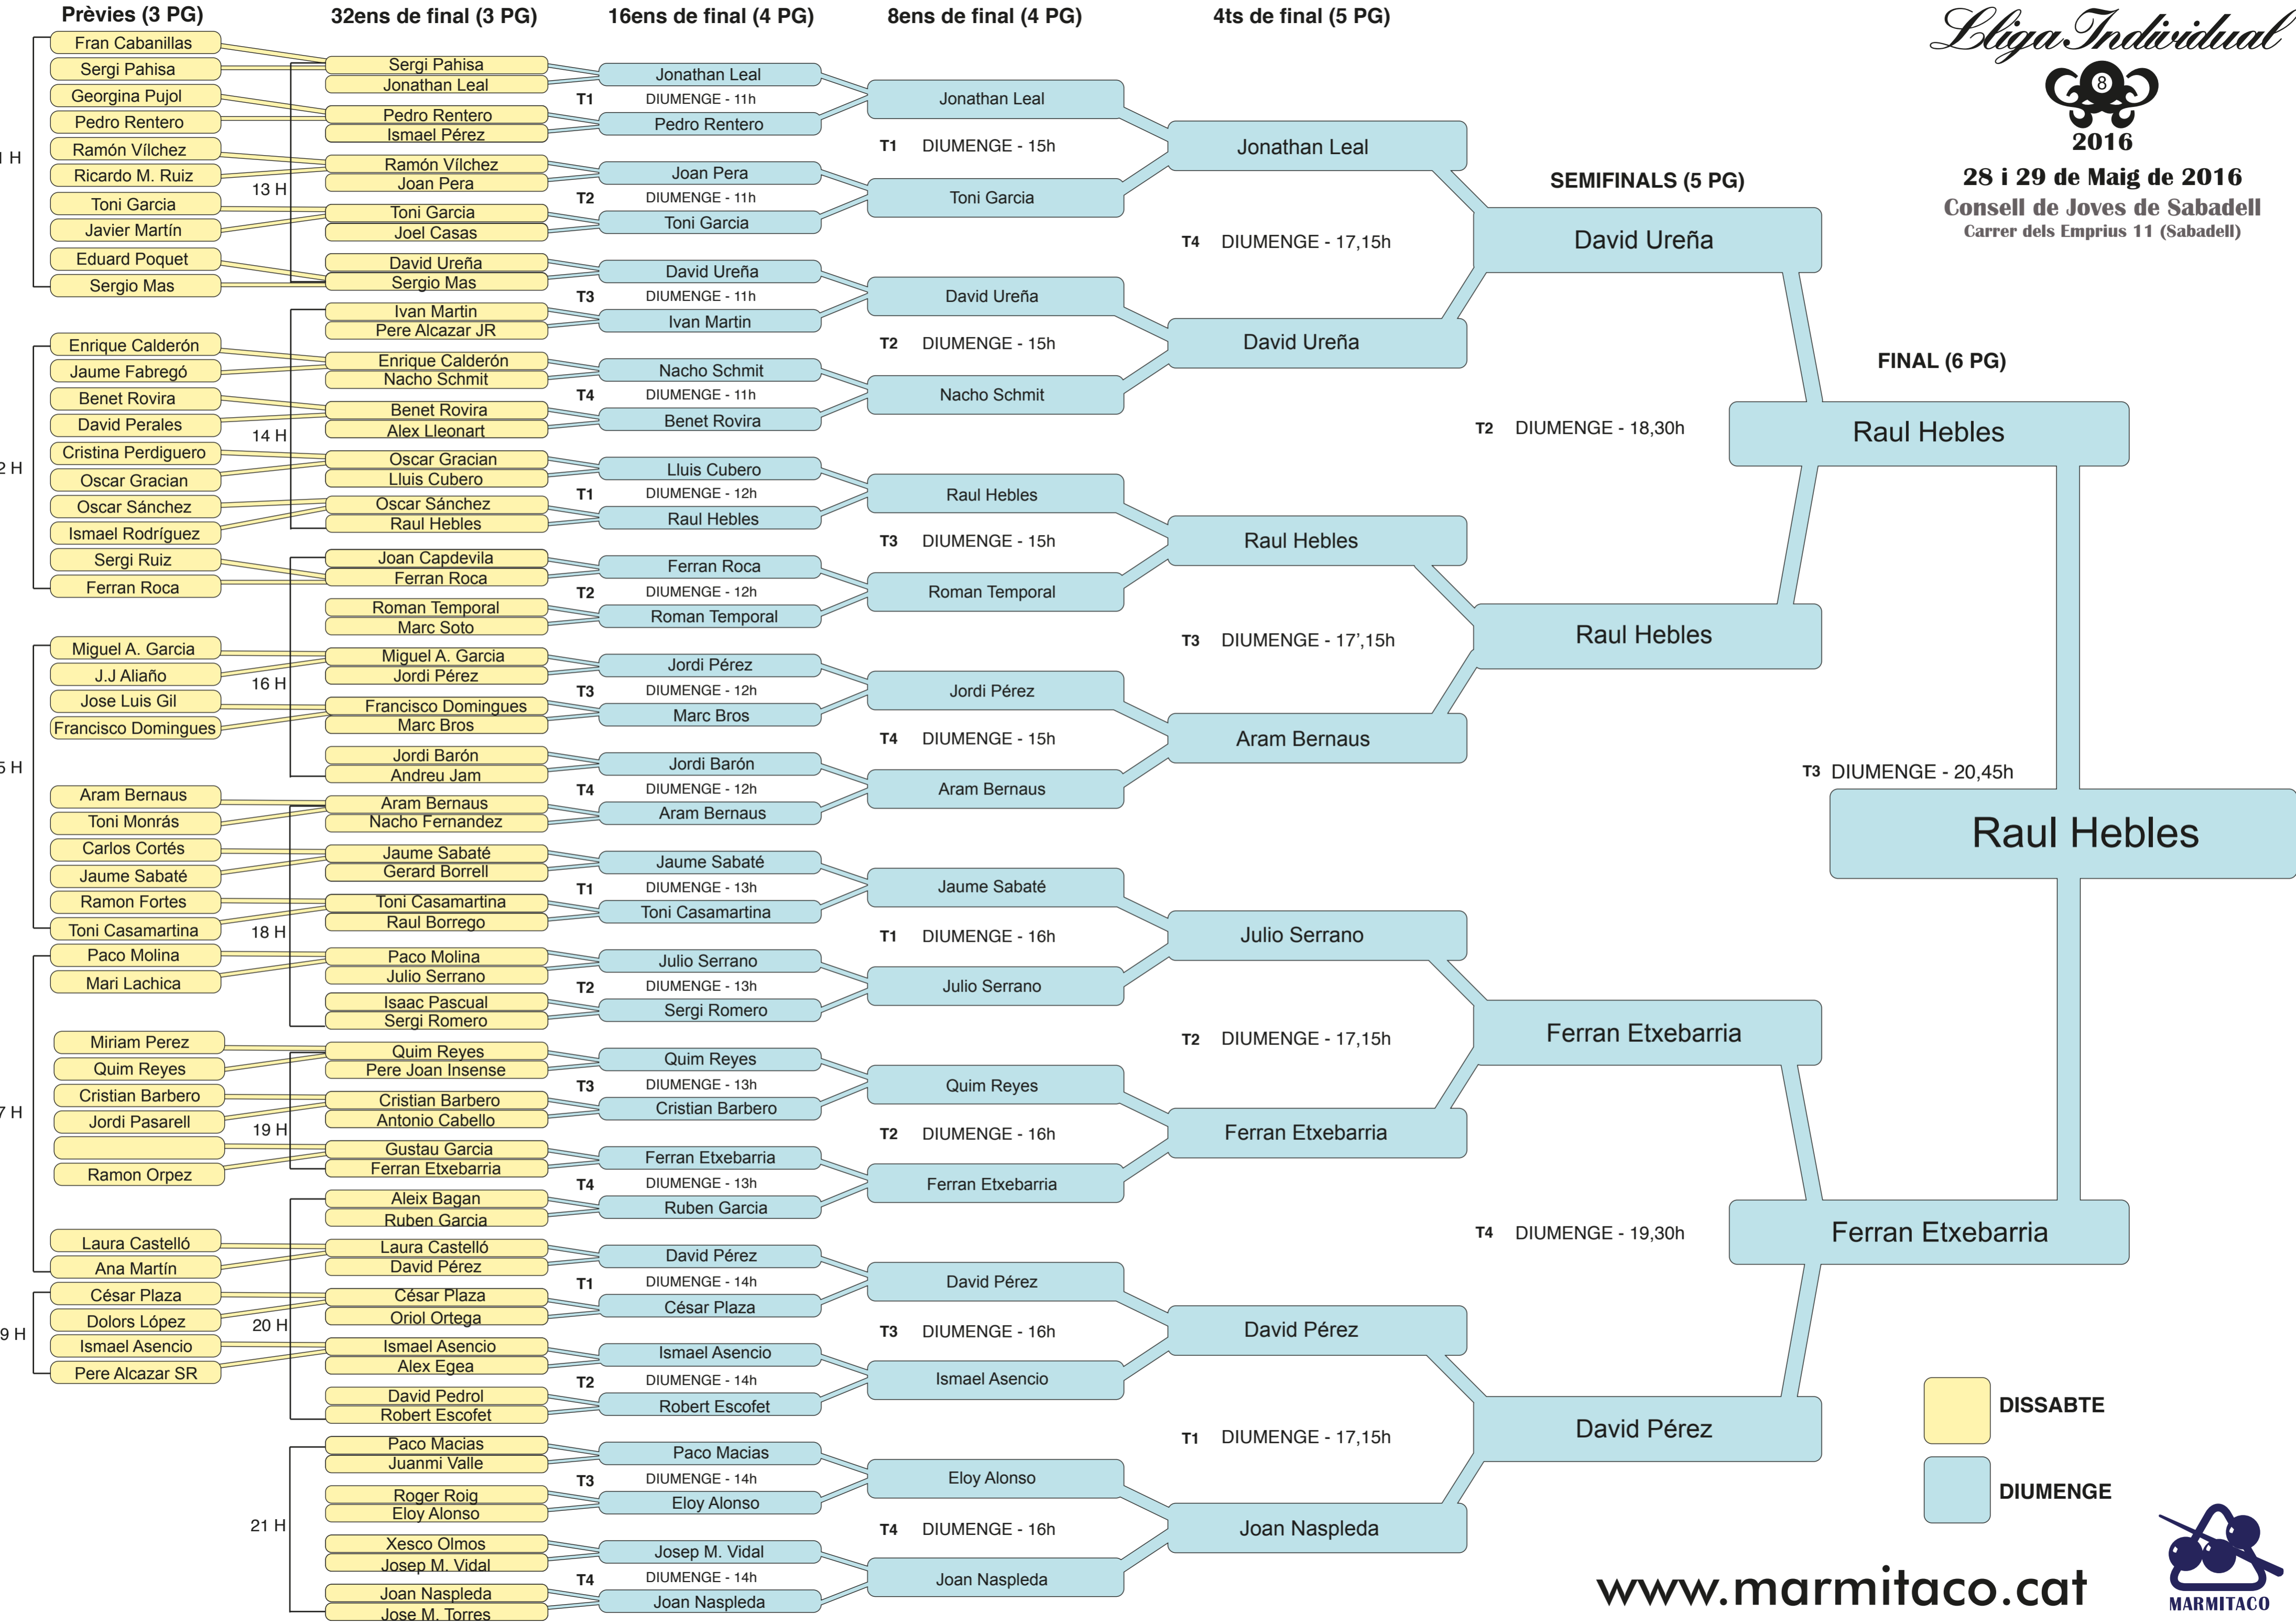 Prèvies (3 PG)
32ens de final (3 PG)
16ens de final (4 PG)
8ens de final (4 PG)
4ts de final (5 PG)
Lliga Individual
8
2016
28 i 29 de Maig de 2016
Consell de Joves de Sabadell
Carrer dels Emprius 11 (Sabadell)
Fran Cabanillas
Sergi Pahisa
Georgina Pujol
Pedro Rentero
Ramón Vílchez
Ricardo M. Ruiz
Toni Garcia
Javier Martín
Eduard Poquet
Sergio Mas
Enrique Calderón
Jaume Fabregó
Benet Rovira
David Perales
Cristina Perdiguero
Oscar Gracian
Oscar Sánchez
Ismael Rodríguez
Sergi Ruiz
Ferran Roca
Miguel A. Garcia
J.J Aliaño
Jose Luis Gil
Francisco Domingues
Aram Bernaus
Toni Monrás
Carlos Cortés
Jaume Sabaté
Ramon Fortes
Toni Casamartina
Paco Molina
Mari Lachica
Miriam Perez
Quim Reyes
Cristian Barbero
Jordi Pasarell
Ramon Orpez
Laura Castelló
Ana Martín
César Plaza
Dolors López
Ismael Asencio
Pere Alcazar SR
H
2 H
5 H
7 H
9 H
13 H
14 H
16 H
18 H
19 H
20 H
21 H
Sergi Pahisa
Jonathan Leal
Pedro Rentero
Ismael Pérez
Ramón Vílchez
Joan Pera
Toni Garcia
Joel Casas
David Ureña
Sergio Mas
Ivan Martin
Pere Alcazar JR
Enrique Calderón
Nacho Schmit
Benet Rovira
Alex Lleonart
Oscar Gracian
Lluis Cubero
Oscar Sánchez
Raul Hebles
Joan Capdevila
Ferran Roca
Roman Temporal
Marc Soto
Miguel A. Garcia
Jordi Pérez
Francisco Domingues
Marc Bros
Jordi Barón
Andreu Jam
Aram Bernaus
Nacho Fernandez
Jaume Sabaté
Gerard Borrell
Toni Casamartina
Raul Borrego
Paco Molina
Julio Serrano
Isaac Pascual
Sergi Romero
Quim Reyes
Pere Joan Insense
Cristian Barbero
Antonio Cabello
Gustau Garcia
Ferran Etxebarria
Aleix Bagan
Ruben Garcia
Laura Castelló
David Pérez
César Plaza
Oriol Ortega
Ismael Asencio
Alex Egea
David Pedrol
Robert Escofet
Paco Macias
Juanmi Valle
Roger Roig
Eloy Alonso
Xesco Olmos
Josep M. Vidal
Joan Naspleda
Jose M. Torres
Jonathan Leal
T1 DIUMENGE - 11h
Pedro Rentero
Joan Pera
T2 DIUMENGE - 11h
Toni Garcia
David Ureña
T3 DIUMENGE - 11h
Ivan Martin
Nacho Schmit
T4 DIUMENGE - 11h
Benet Rovira
Lluis Cubero
T1 DIUMENGE - 12h
Raul Hebles
Ferran Roca
T2 DIUMENGE - 12h
Roman Temporal
Jordi Pérez
T3 DIUMENGE - 12h
Marc Bros
Jordi Barón
T4 DIUMENGE - 12h
Aram Bernaus
Jaume Sabaté
T1 DIUMENGE - 13h
Toni Casamartina
Julio Serrano
T2 DIUMENGE - 13h
Sergi Romero
Quim Reyes
T3 DIUMENGE - 13h
Cristian Barbero
Ferran Etxebarria
T4 DIUMENGE - 13h
Ruben Garcia
David Pérez
T1 DIUMENGE - 14h
César Plaza
Ismael Asencio
T2 DIUMENGE - 14h
Robert Escofet
Paco Macias
T3 DIUMENGE - 14h
Eloy Alonso
Josep M. Vidal
T4 DIUMENGE - 14h
Joan Naspleda
Jonathan Leal
T1 DIUMENGE - 15h
Toni Garcia
David Ureña
T2 DIUMENGE - 15h
Nacho Schmit
Raul Hebles
T3 DIUMENGE - 15h
Roman Temporal
Jordi Pérez
T4 DIUMENGE - 15h
Aram Bernaus
Jaume Sabaté
T1 DIUMENGE - 16h
Julio Serrano
Quim Reyes
T2 DIUMENGE - 16h
Ferran Etxebarria
David Pérez
T3 DIUMENGE - 16h
Ismael Asencio
Eloy Alonso
T4 DIUMENGE - 16h
Joan Naspleda
Jonathan Leal
T4 DIUMENGE - 17,15h
David Ureña
Raul Hebles
T3 DIUMENGE - 17',15h
Aram Bernaus
Julio Serrano
T2 DIUMENGE - 17,15h
Ferran Etxebarria
David Pérez
T1 DIUMENGE - 17,15h
Joan Naspleda
SEMIFINALS (5 PG)
David Ureña
T2 DIUMENGE - 18,30h
Raul Hebles
Ferran Etxebarria
T4 DIUMENGE - 19,30h
David Pérez
FINAL (6 PG)
Raul Hebles
T3 DIUMENGE - 20,45h
Raul Hebles
Ferran Etxebarria
DISSABTE
DIUMENGE
www.marmitaco.cat
MARMITACO